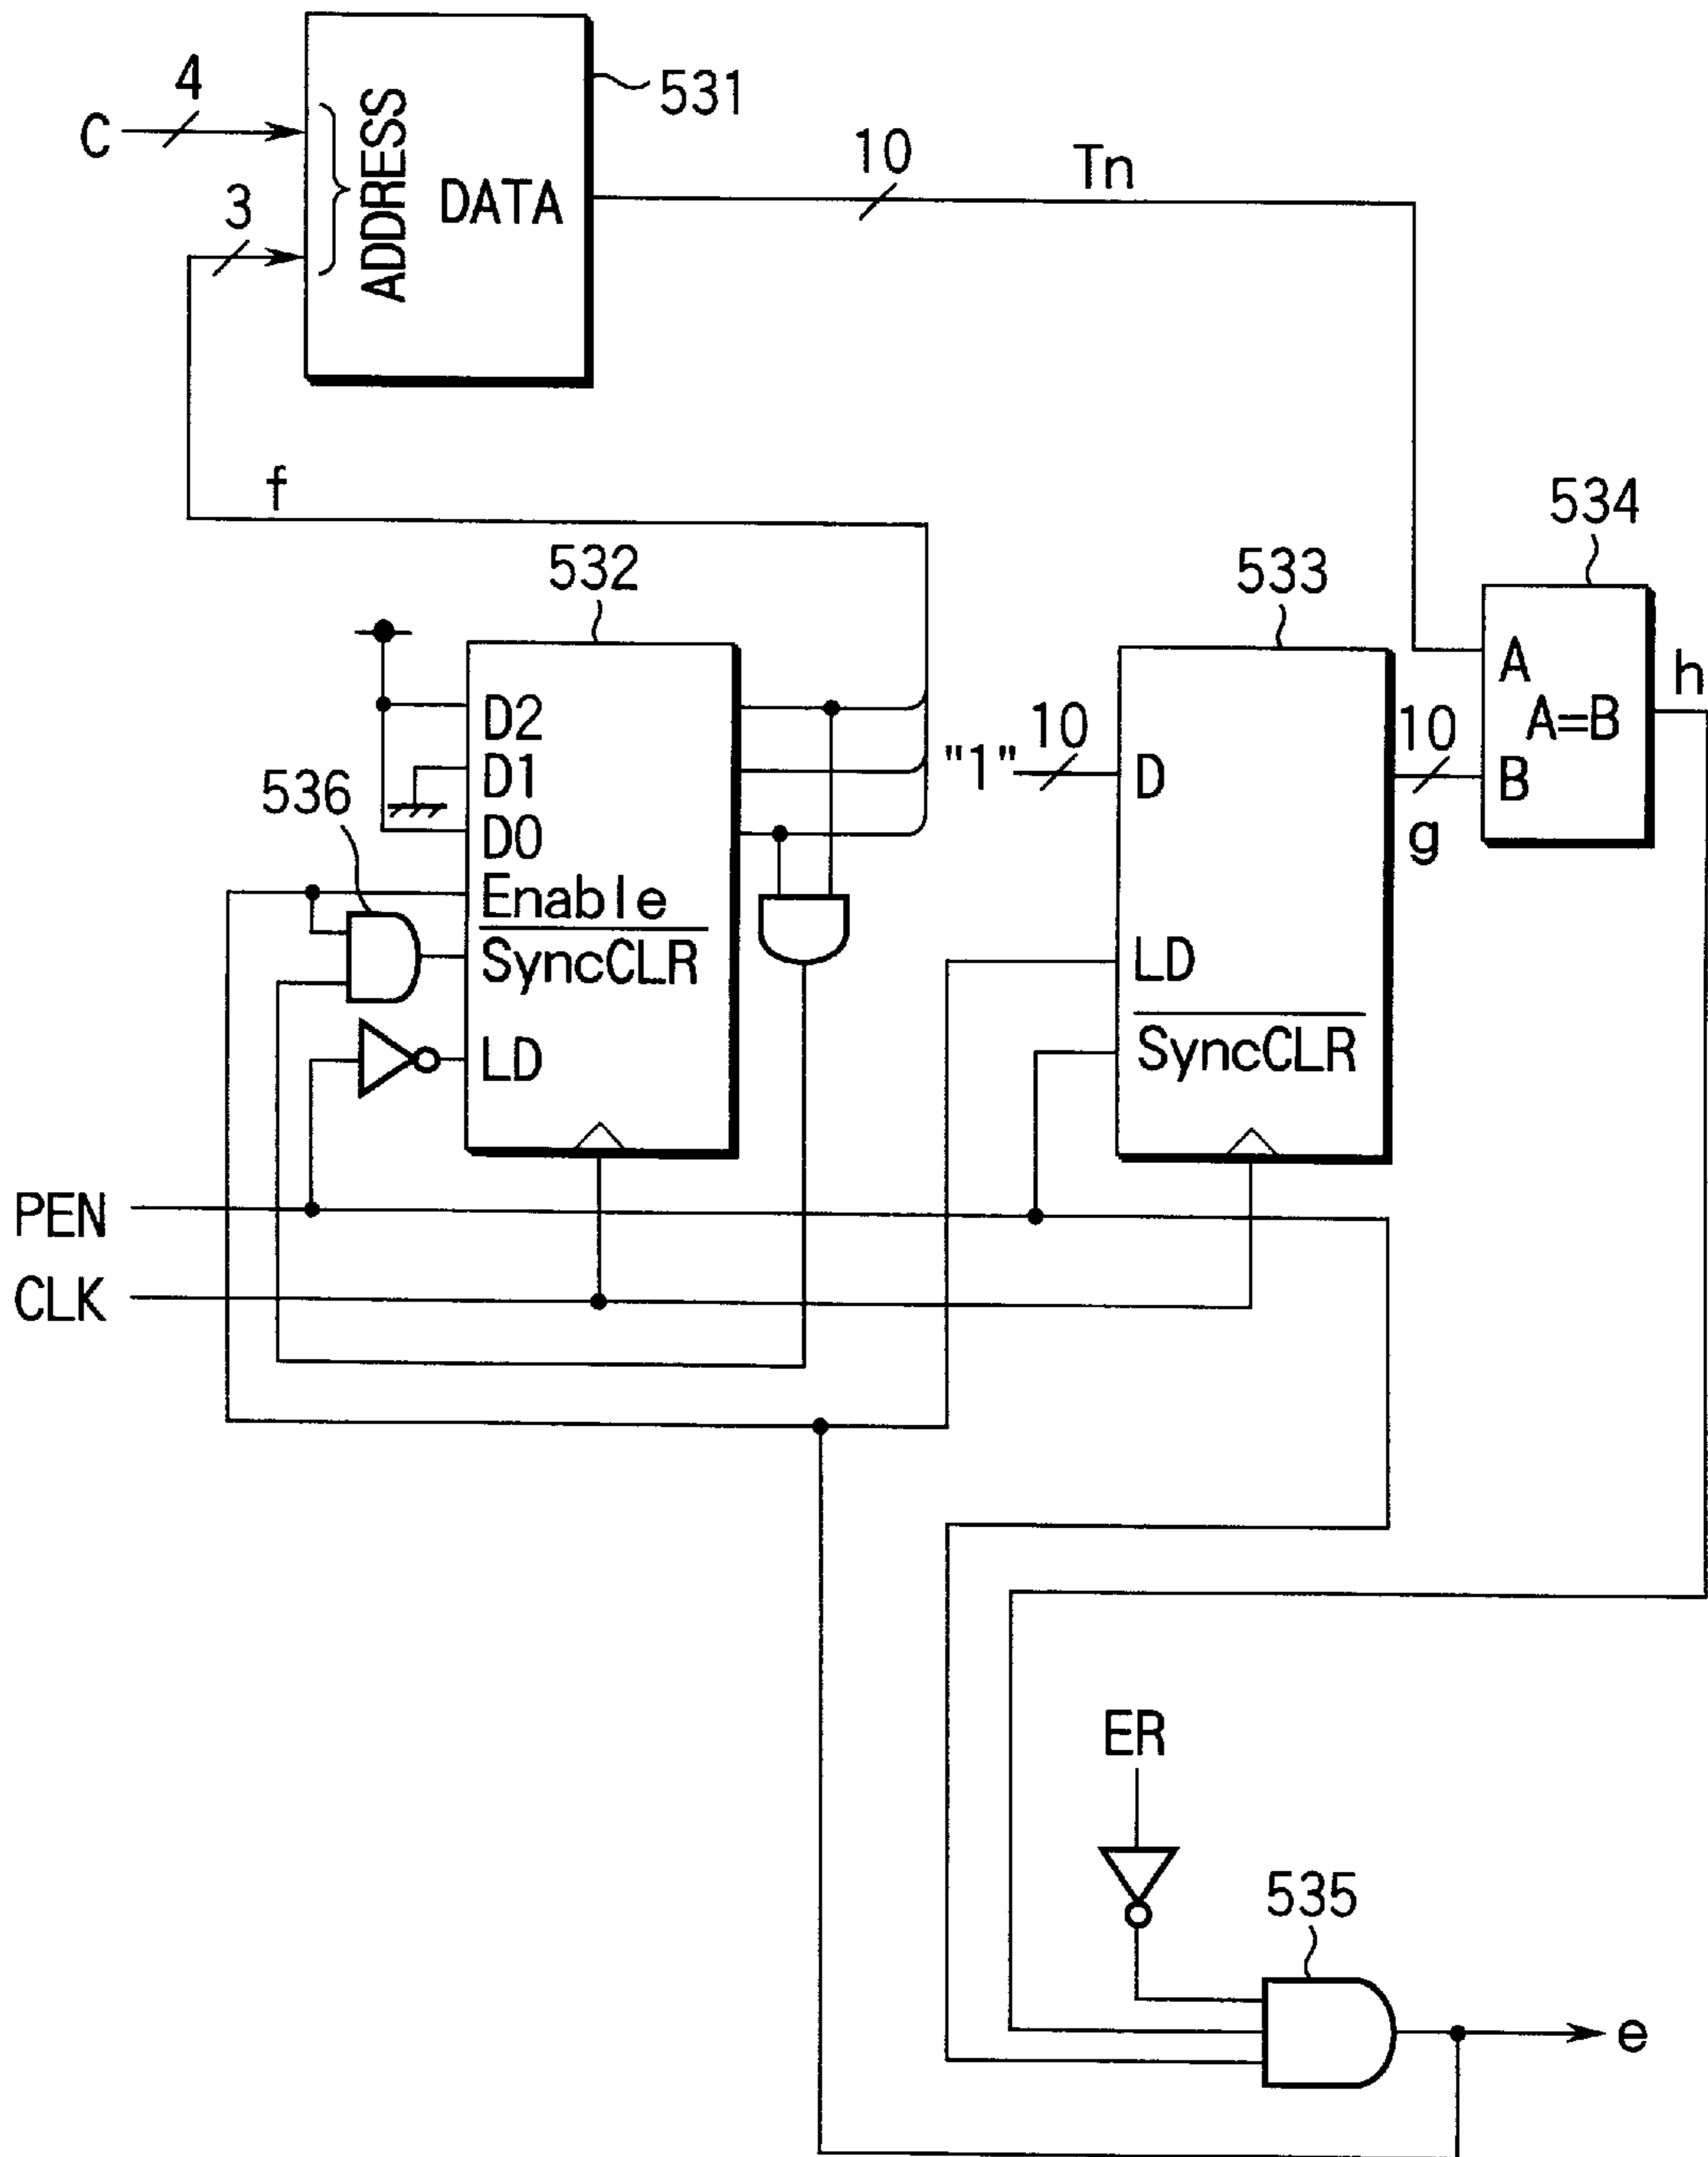 531
C
4
3
ADDRESS
DATA
10
Tn
f
532
533
534
D2
D1
D0
Enable
SyncCLR
LD
536
"1"
10
D
LD
SyncCLR
10
g
A
A=B
B
h
PEN
CLK
ER
535
e